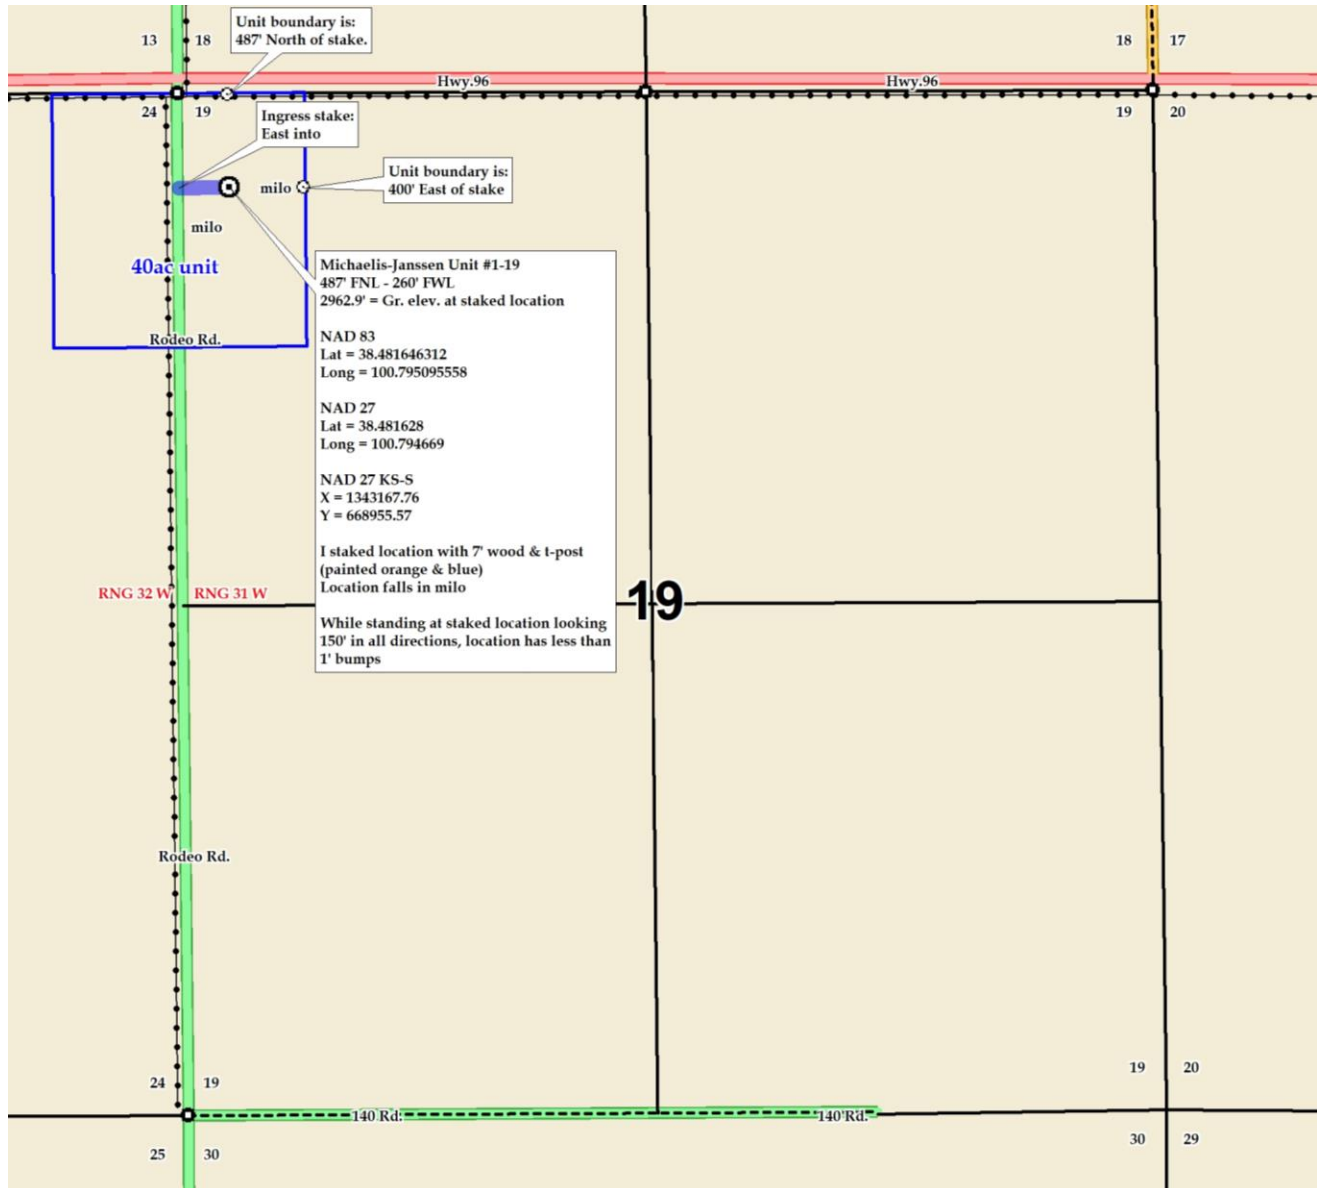 Unit boundary is:
487' North of stake.
13
18
18
17
Hwy.96
Hwy.96
24
19
19
20
Ingress stake:
East into
Unit boundary is:
400' East of stake
milo
milo
40ac unit
Rodeo Rd.
Michaelis-Janssen Unit #1-19
487' FNL - 260' FWL
2962.9' = Gr. elev. at staked location
NAD 83
Lat = 38.481646312
Long = 100.795095558
NAD 27
Lat = 38.481628
Long = 100.794669
NAD 27 KS-S
X = 1343167.76
Y = 668955.57
I staked location with 7' wood & t-post
(painted orange & blue)
Location falls in milo
While standing at staked location looking
150' in all directions, location has less than
1' bumps
RNG 32 W
RNG 31 W
19
Rodeo Rd.
24
19
19
20
140 Rd.
140 Rd.
25
30
30
29